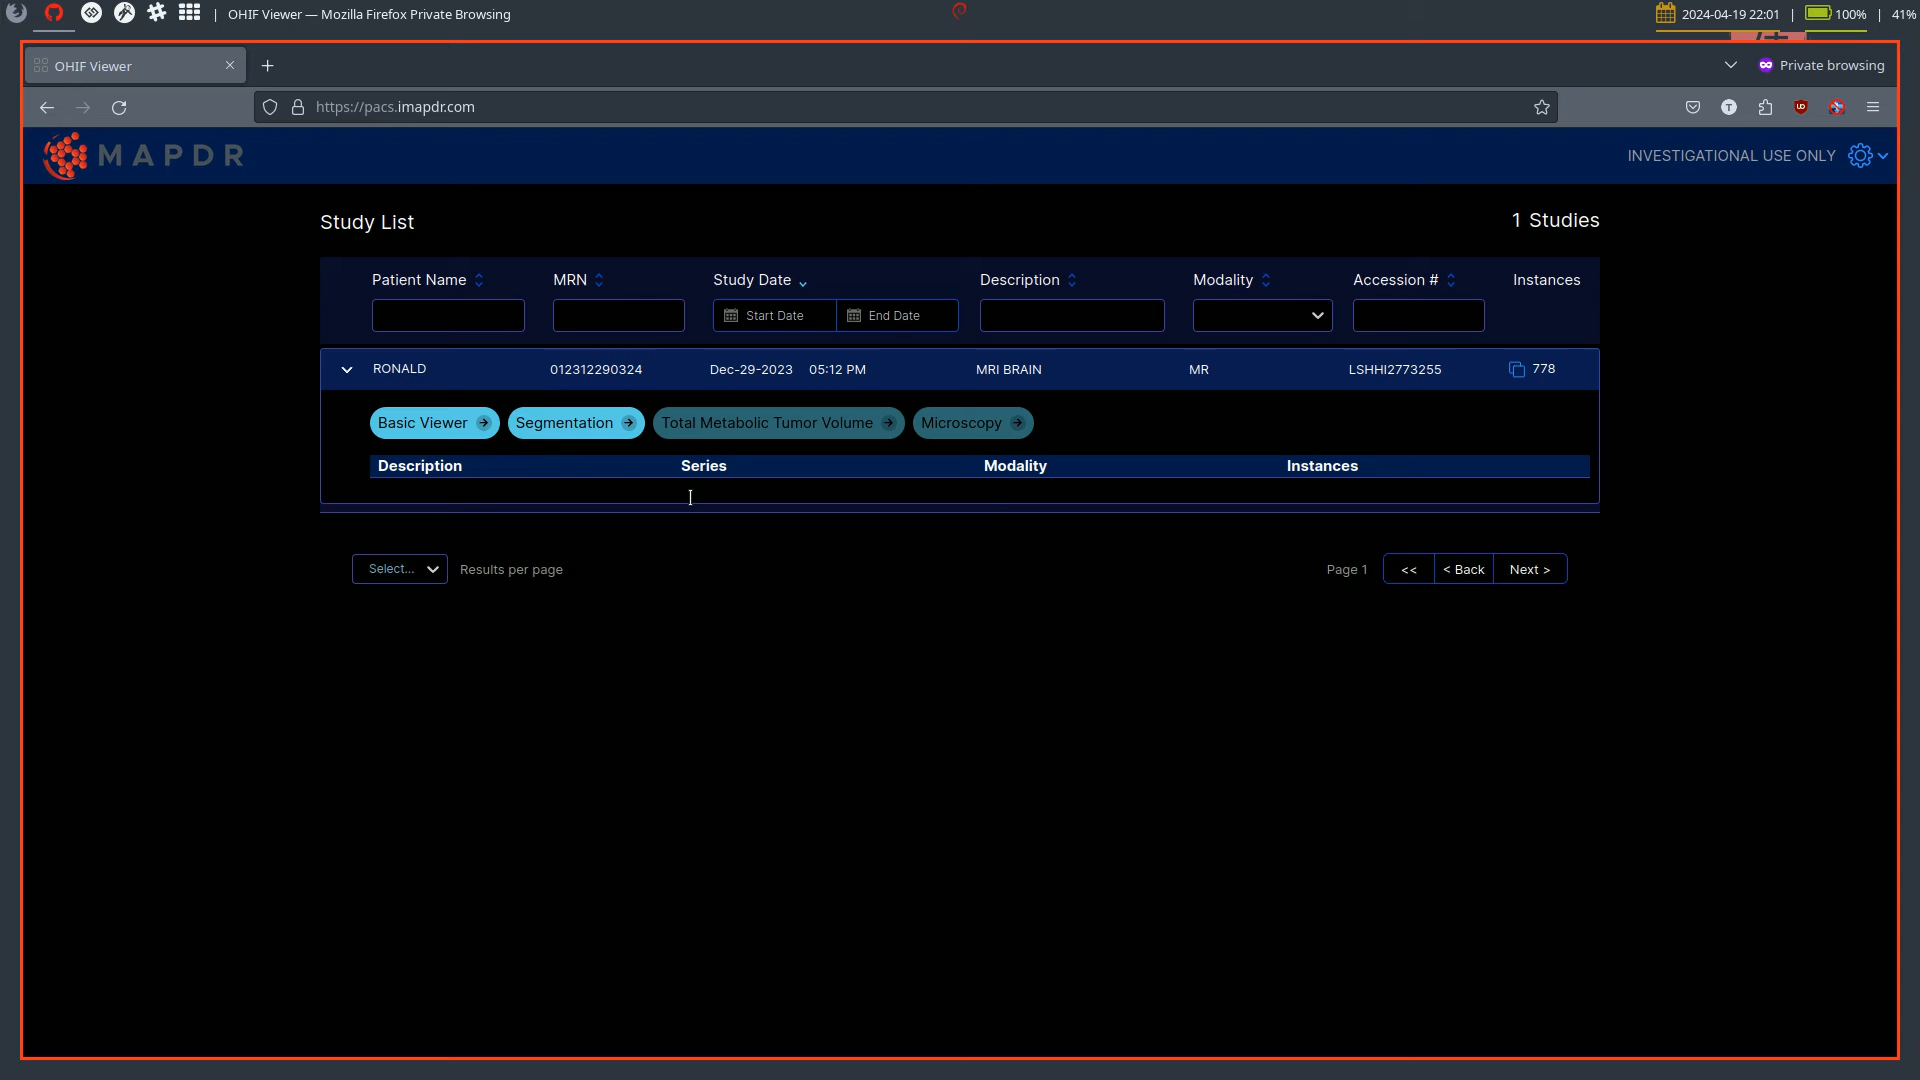 | OHIF Viewer — Mozilla Firefox Private Browsing
2024-04-19 22:01 | 100% | 41%
OHIF Viewer
Private browsing
https://pacs.imapdr.com
MAPDR
INVESTIGATIONAL USE ONLY
Study List
1 Studies
Patient Name MRN Study Date Description Modality Accession # Instances
Start Date End Date
RONALD 012312290324 Dec-29-2023 05:12 PM MRI BRAIN MR LSHHI2773255 778
Basic Viewer Segmentation Total Metabolic Tumor Volume Microscopy
Description Series Modality Instances
Select... Results per page Page 1 << < Back Next >